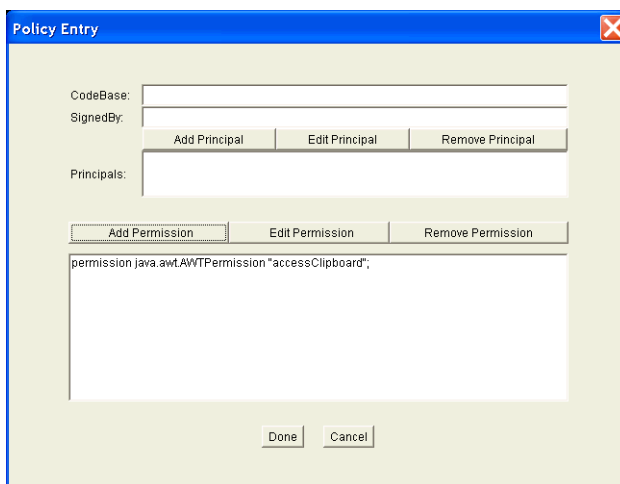 Policy Entry
CodeBase:
SignedBy:
Add Principal Edit Principal Remove Principal
Principals:
Add Permission Edit Permission Remove Permission
permission java.awt.AWTPermission "accessClipboard";
Done Cancel